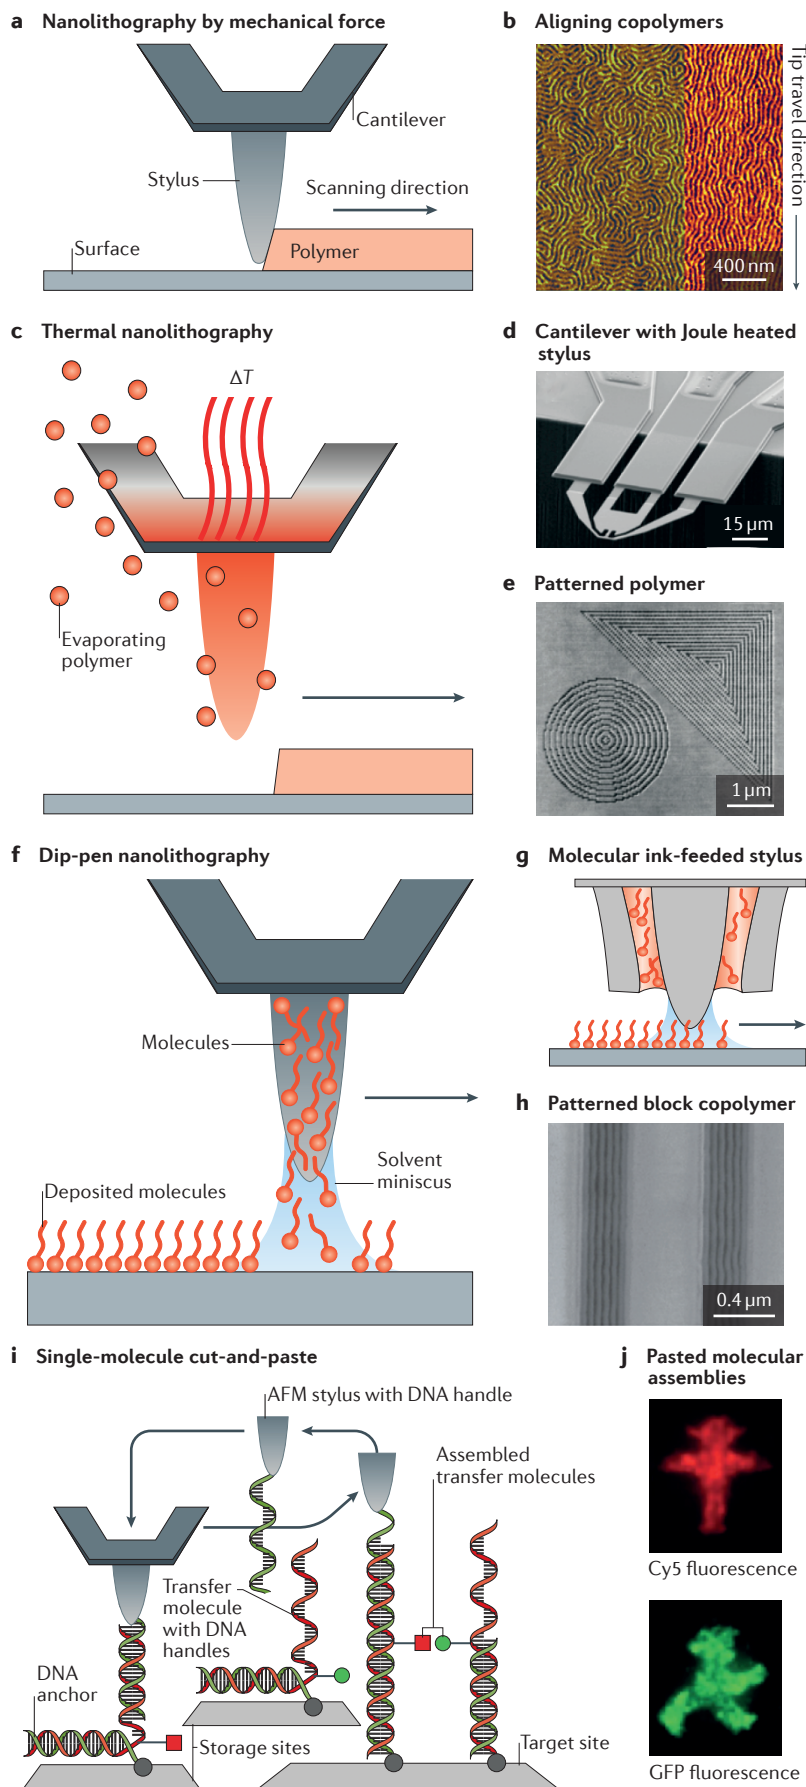 a Nanolithography by mechanical force
Cantilever
Stylus
Scanning direction
Surface
Polymer
b Aligning copolymers
Tip travel direction
400 nm
c Thermal nanolithography
ΔT
Evaporating
polymer
d Cantilever with Joule heated
stylus
15 µm
e Patterned polymer
1 µm
f Dip-pen nanolithography
Molecules
Solvent
miniscus
Deposited molecules
g Molecular ink-feeded stylus
h Patterned block copolymer
0.4 µm
i Single-molecule cut-and-paste
AFM stylus with DNA handle
Assembled
transfer molecules
Transfer
molecule
with DNA
handles
DNA
anchor
Storage sites
Target site
j Pasted molecular
assemblies
Cy5 fluorescence
GFP fluorescence